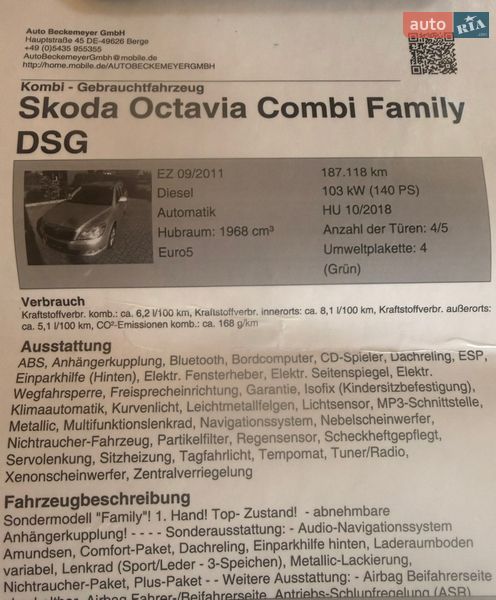 auto RIA .com
Auto Beckemeyer GmbH
Hauptstraße 45 DE-49626 Berge
+49 (0)5435 955355
AutoBeckemeyerGmbh@mobile.de
http://home.mobile.de/AUTOBECKEMEYERGMBH
Kombi - Gebrauchtfahrzeug
Skoda Octavia Combi Family
DSG
EZ 09/2011 187.118 km
Diesel 103 kW (140 PS)
Automatik HU 10/2018
Hubraum: 1968 cm³ Anzahl der Türen: 4/5
Euro5 Umweltplakette: 4
(Grün)
Verbrauch
Kraftstoffverbr. komb.: ca. 6,2 l/100 km, Kraftstoffverbr. innerorts: ca. 8,1 l/100 km, Kraftstoffverbr. außerorts:
ca. 5,1 l/100 km, CO²-Emissionen komb.: ca. 168 g/km
Ausstattung
ABS, Anhängerkupplung, Bluetooth, Bordcomputer, CD-Spieler, Dachreling, ESP,
Einparkhilfe (Hinten), Elektr. Fensterheber, Elektr. Seitenspiegel, Elektr.
Wegfahrsperre, Freisprecheinrichtung, Garantie, Isofix (Kindersitzbefestigung),
Klimaautomatik, Kurvenlicht, Leichtmetallfelgen, Lichtsensor, MP3-Schnittstelle,
Metallic, Multifunktionslenkrad, Navigationssystem, Nebelscheinwerfer,
Nichtraucher-Fahrzeug, Partikelfilter, Regensensor, Scheckheftgepflegt,
Servolenkung, Sitzheizung, Tagfahrlicht, Tempomat, Tuner/Radio,
Xenonscheinwerfer, Zentralverriegelung
Fahrzeugbeschreibung
Sondermodell "Family"! 1. Hand! Top- Zustand! - abnehmbare
Anhängerkupplung! - - - - Sonderausstattung: - Audio-Navigationssystem
Amundsen, Comfort-Paket, Dachreling, Einparkhilfe hinten, Laderaumboden
variabel, Lenkrad (Sport/Leder - 3-Speichen), Metallic-Lackierung,
Nichtraucher-Paket, Plus-Paket - - Weitere Ausstattung: - Airbag Beifahrerseite
Airbag Fahrer-/Beifahrerseite, Antriebs-Schlupfregelung (ASR)